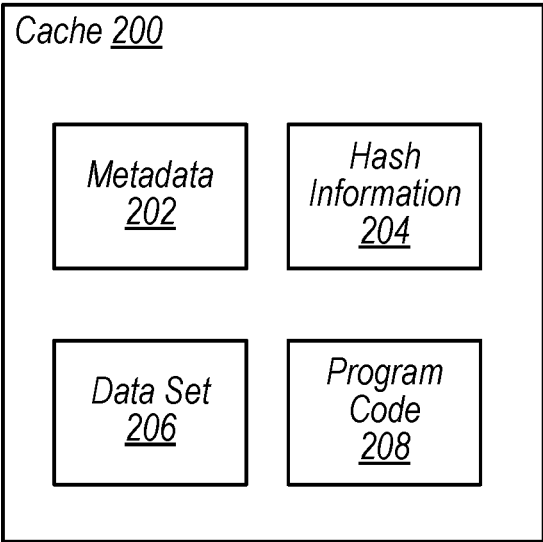 Cache 200
Metadata
202
Hash
Information
204
Data Set
206
Program
Code
208